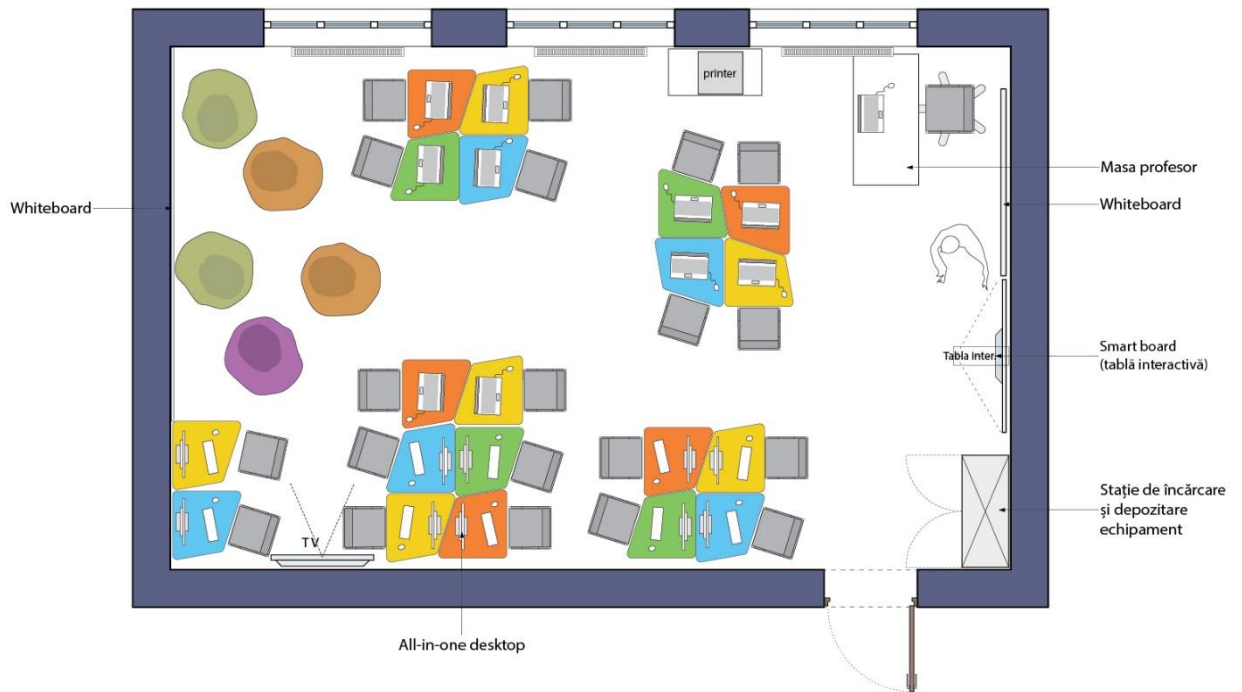 printer
Masa profesor
Whiteboard
Whiteboard
Tabla inter.
Smart board
(tablă interactivă)
Stație de încărcare
și depozitare
echipament
TV
All-in-one desktop